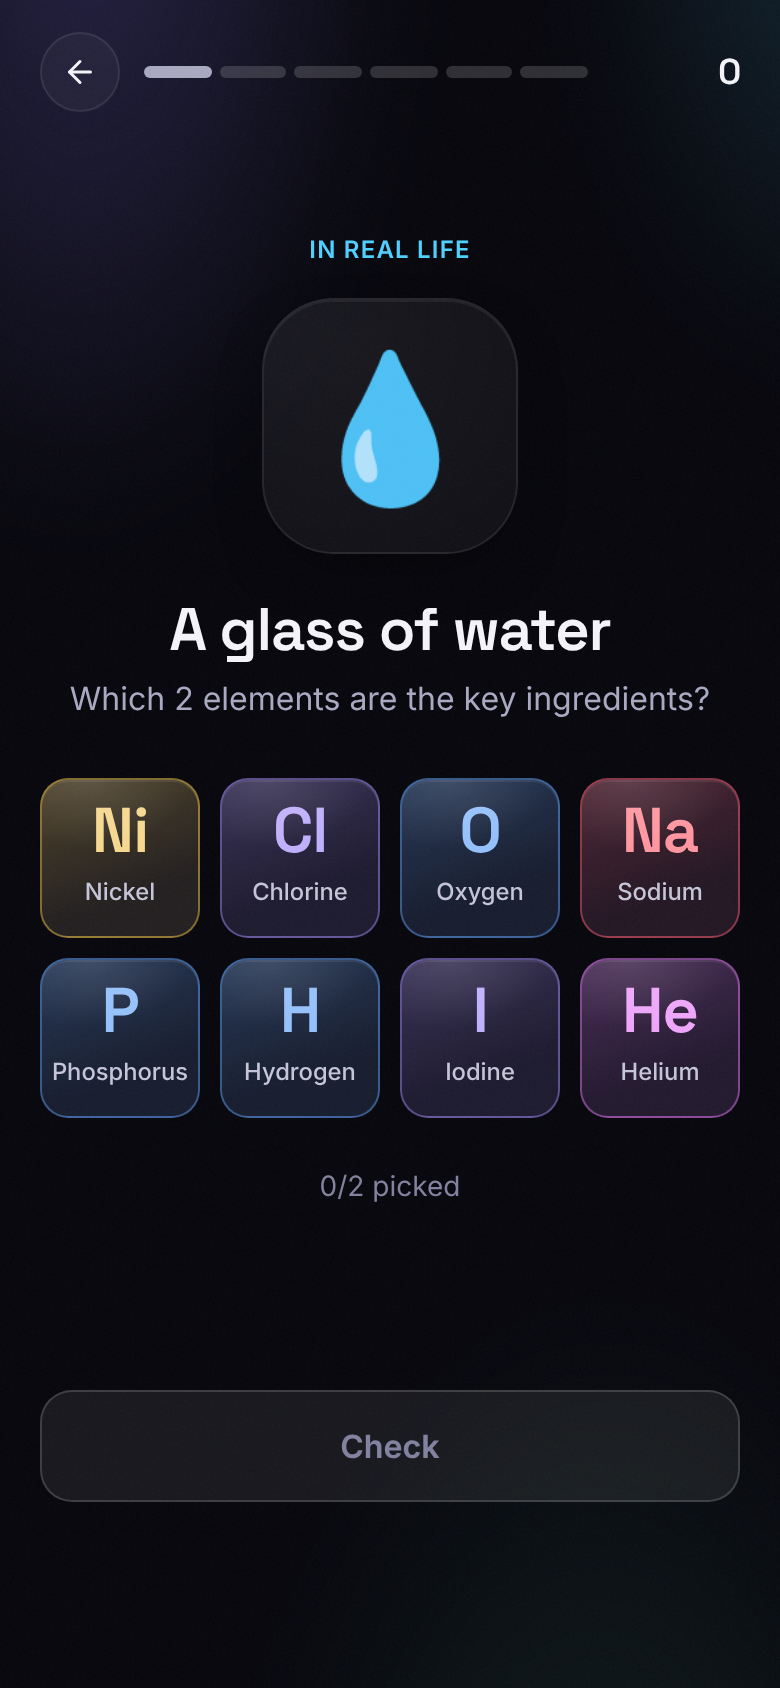 0
IN REAL LIFE
A glass of water
Which 2 elements are the key ingredients?
Ni Cl O Na
Nickel Chlorine Oxygen Sodium
P H I He
Phosphorus Hydrogen Iodine Helium
0/2 picked
Check